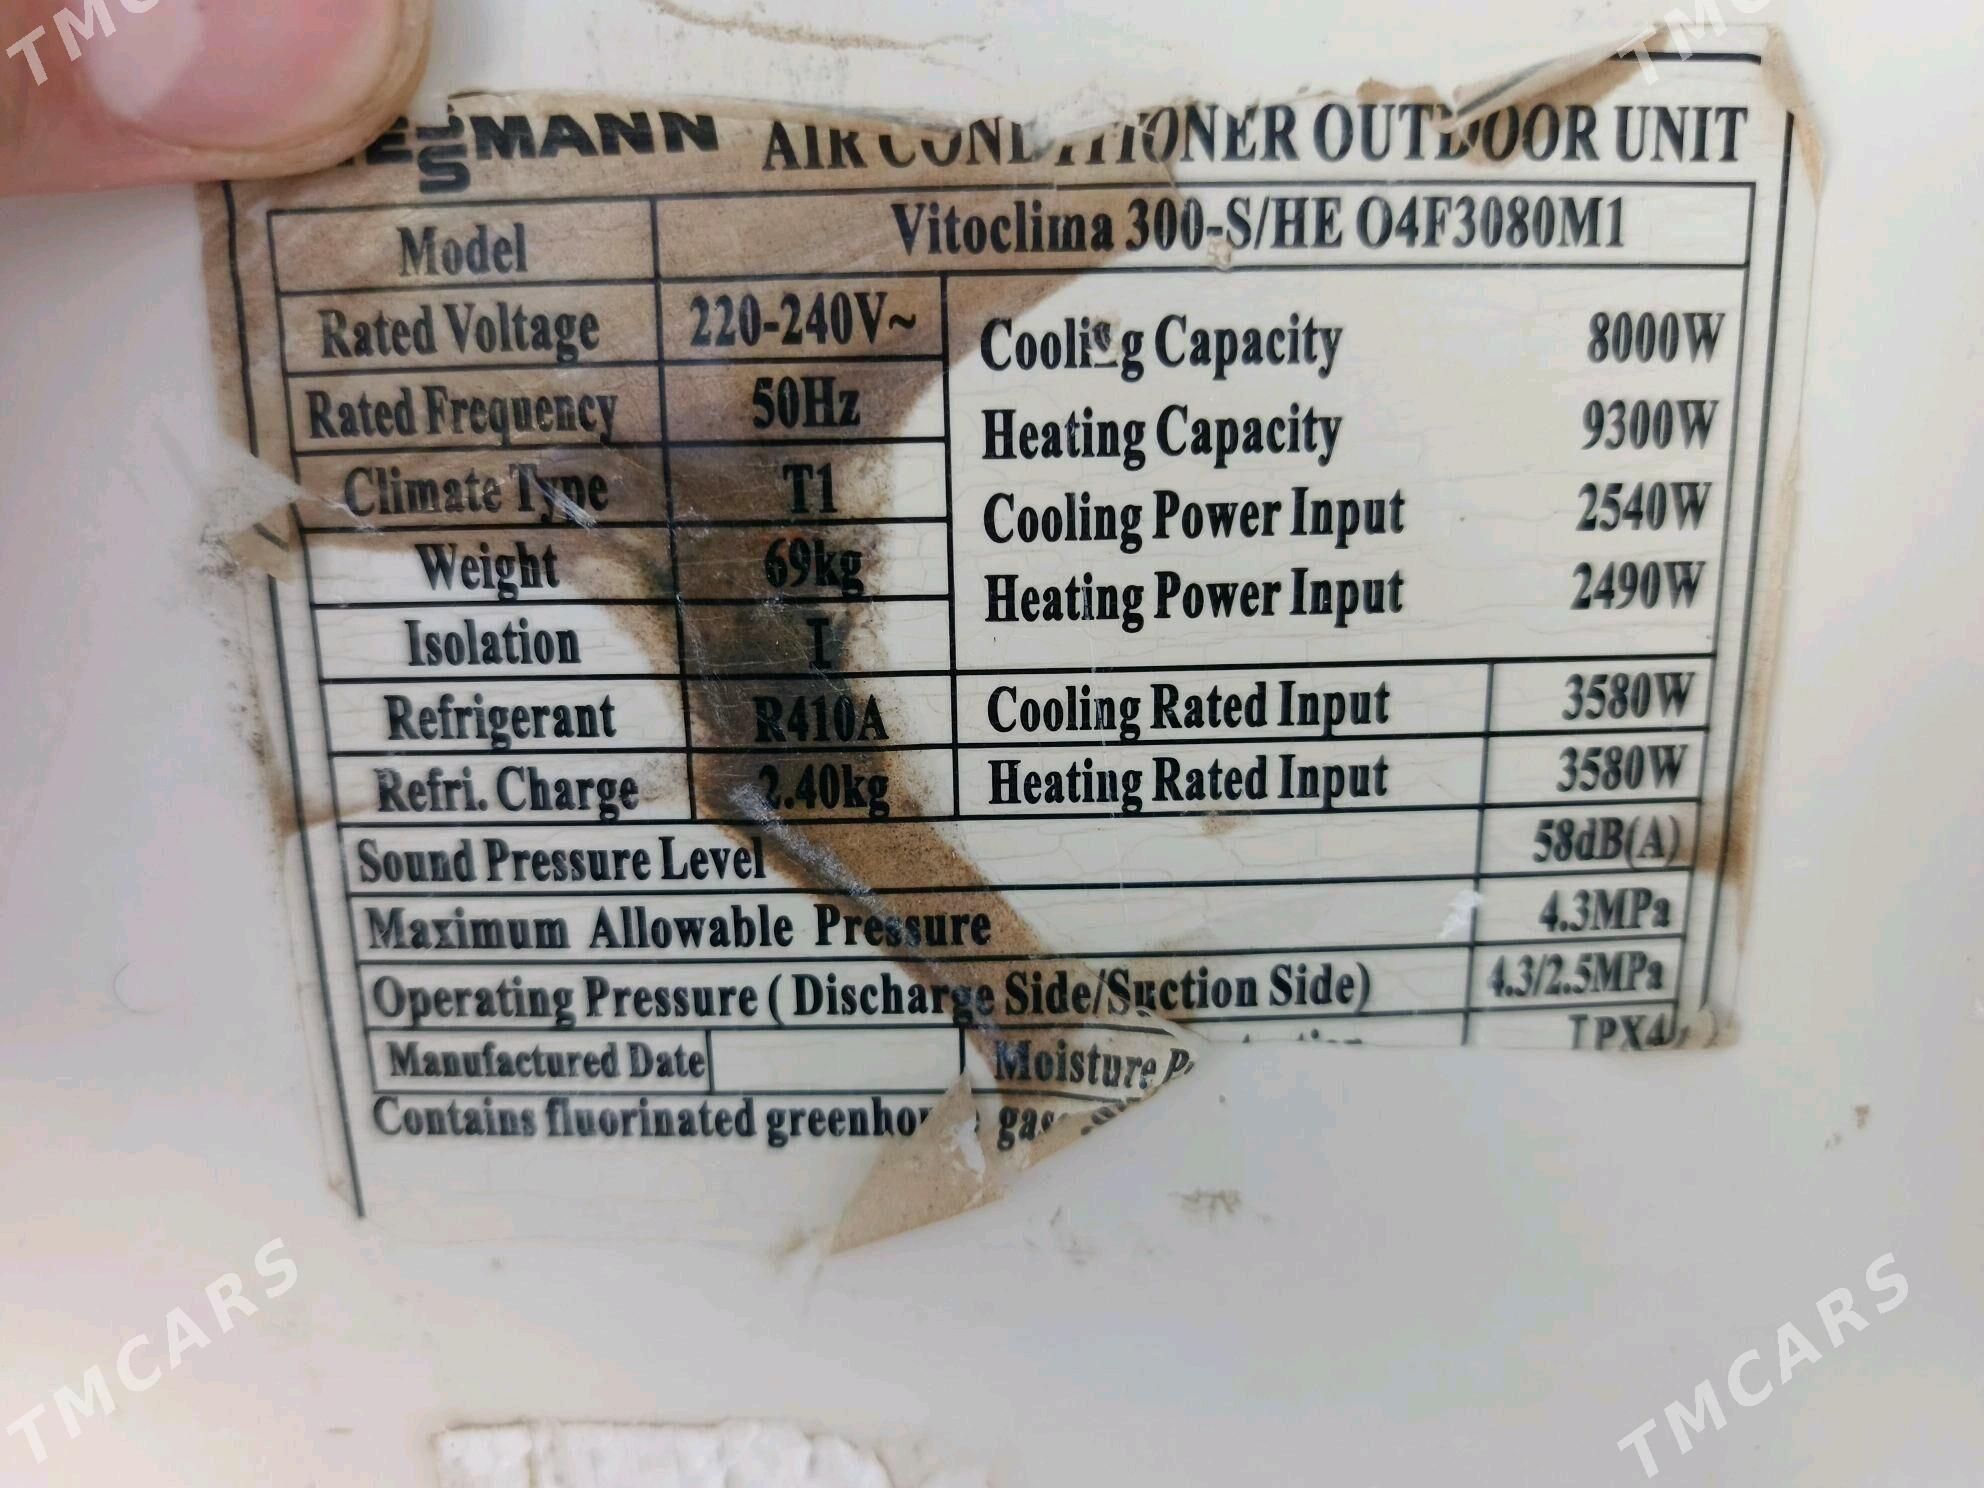 TMCARS
ESSMANN AIR CONDITIONER OUTDOOR UNIT
Model Vitoclima 300-S/HE O4F3080M1
Rated Voltage 220-240V~ Cooling Capacity 8000W
Rated Frequency 50Hz Heating Capacity 9300W
Climate Type T1 Cooling Power Input 2540W
Weight 69kg Heating Power Input 2490W
Isolation I
Refrigerant R410A Cooling Rated Input 3580W
Refri. Charge 2.40kg Heating Rated Input 3580W
Sound Pressure Level 58dB(A)
Maximum Allowable Pressure 4.3MPa
Operating Pressure ( Discharge Side/Suction Side) 4.3/2.5MPa
Manufactured Date Moisture IPX4
Contains fluorinated
TMCARS TMCARS